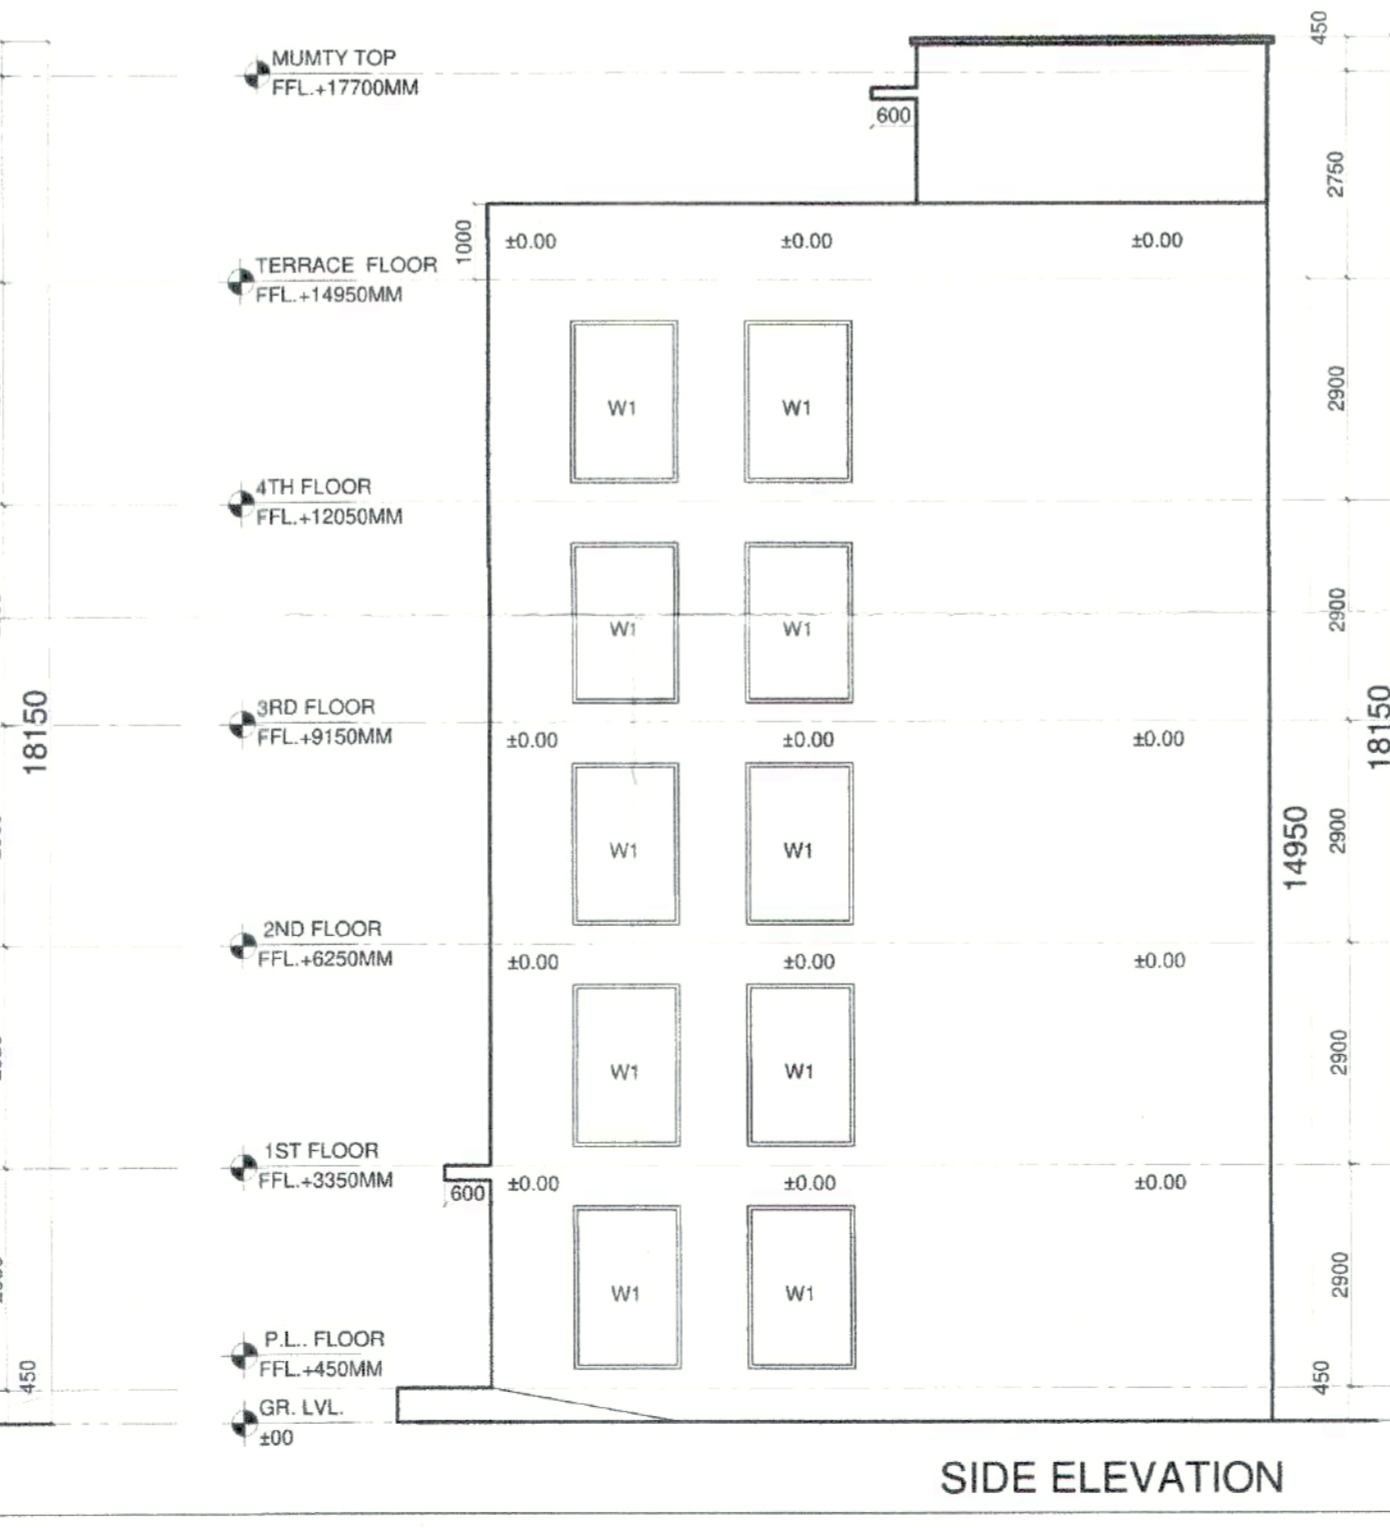 450
MUMTY TOP
FFL.+17700MM
600
2750
1000
±0.00 ±0.00 ±0.00
TERRACE FLOOR
FFL.+14950MM
W1 W1
2900
4TH FLOOR
FFL.+12050MM
W1 W1
2900
18150
3RD FLOOR
FFL.+9150MM
±0.00 ±0.00 ±0.00
18150
W1 W1
14950
2900
2ND FLOOR
FFL.+6250MM
±0.00 ±0.00 ±0.00
W1 W1
2900
1ST FLOOR
FFL.+3350MM
600
±0.00 ±0.00 ±0.00
W1 W1
2900
P.L.. FLOOR
FFL.+450MM
450
450
GR. LVL.
±00
SIDE ELEVATION